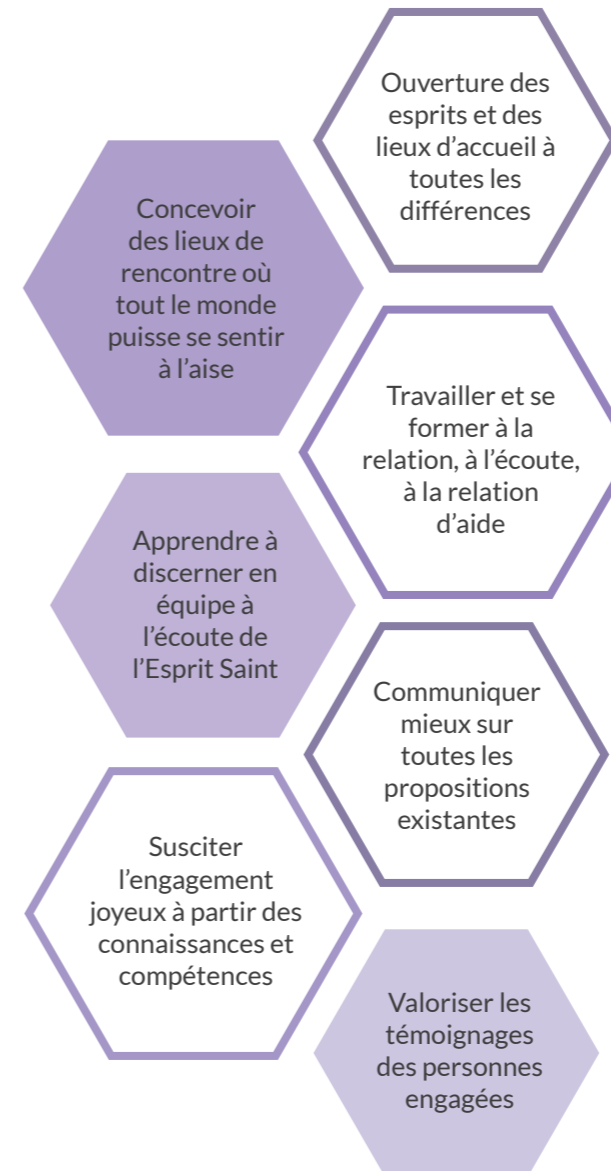 Ouverture des
esprits et des
lieux d’accueil à
toutes les
différences
Concevoir
des lieux de
rencontre où
tout le monde
puisse se sentir
à l’aise
Travailler et se
former à la
relation, à l’écoute,
à la relation
d’aide
Apprendre à
discerner en
équipe à
l’écoute de
l’Esprit Saint
Communiquer
mieux sur
toutes les
propositions
existantes
Susciter
l’engagement
joyeux à partir des
connaissances et
compétences
Valoriser les
témoignages
des personnes
engagées